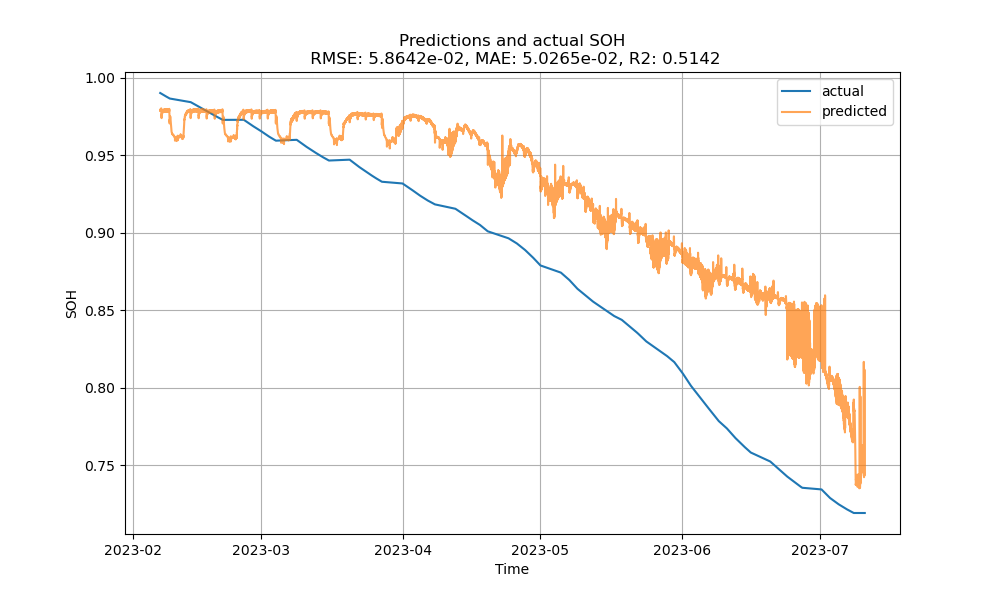 Predictions and actual SOH
RMSE: 5.8642e-02, MAE: 5.0265e-02, R2: 0.5142
actual
predicted
1.00
0.95
0.90
0.85
0.80
0.75
SOH
2023-02
2023-03
2023-04
2023-05
2023-06
2023-07
Time